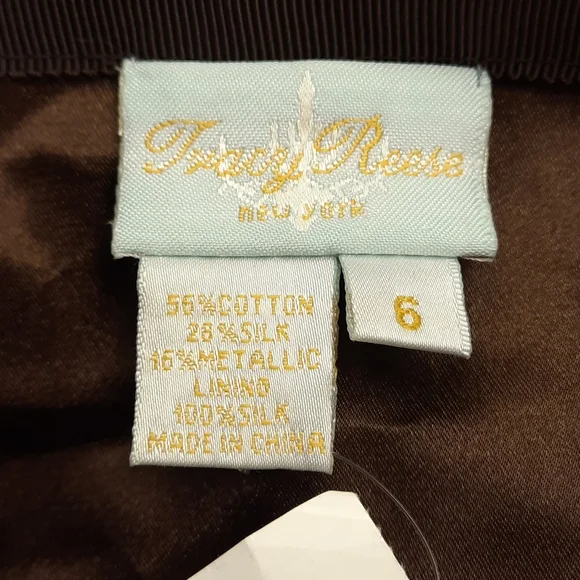 Tracy Reese
new york
56%COTTON
28%SILK
16%METALLIC
LINING
100%SILK
MADE IN CHINA
6